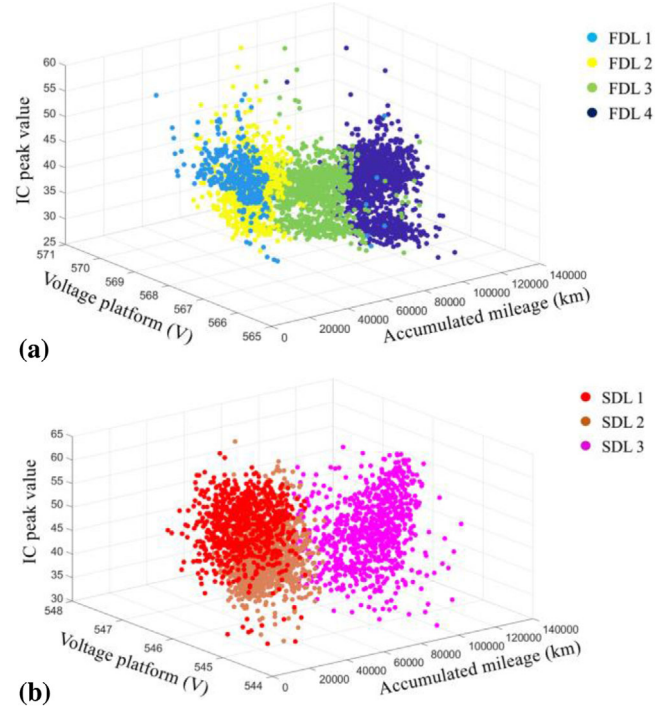 60
55
50
45
40
35
30
25
IC peak value
571
570
569
568
567
566
565
Voltage platform (V)
0
20000
40000
60000
80000
100000
120000
140000
Accumulated mileage (km)
FDL 1
FDL 2
FDL 3
FDL 4
(a)
65
60
55
50
45
40
35
30
IC peak value
548
547
546
545
544
Voltage platform (V)
0
20000
40000
60000
80000
100000
120000
140000
Accumulated mileage (km)
SDL 1
SDL 2
SDL 3
(b)